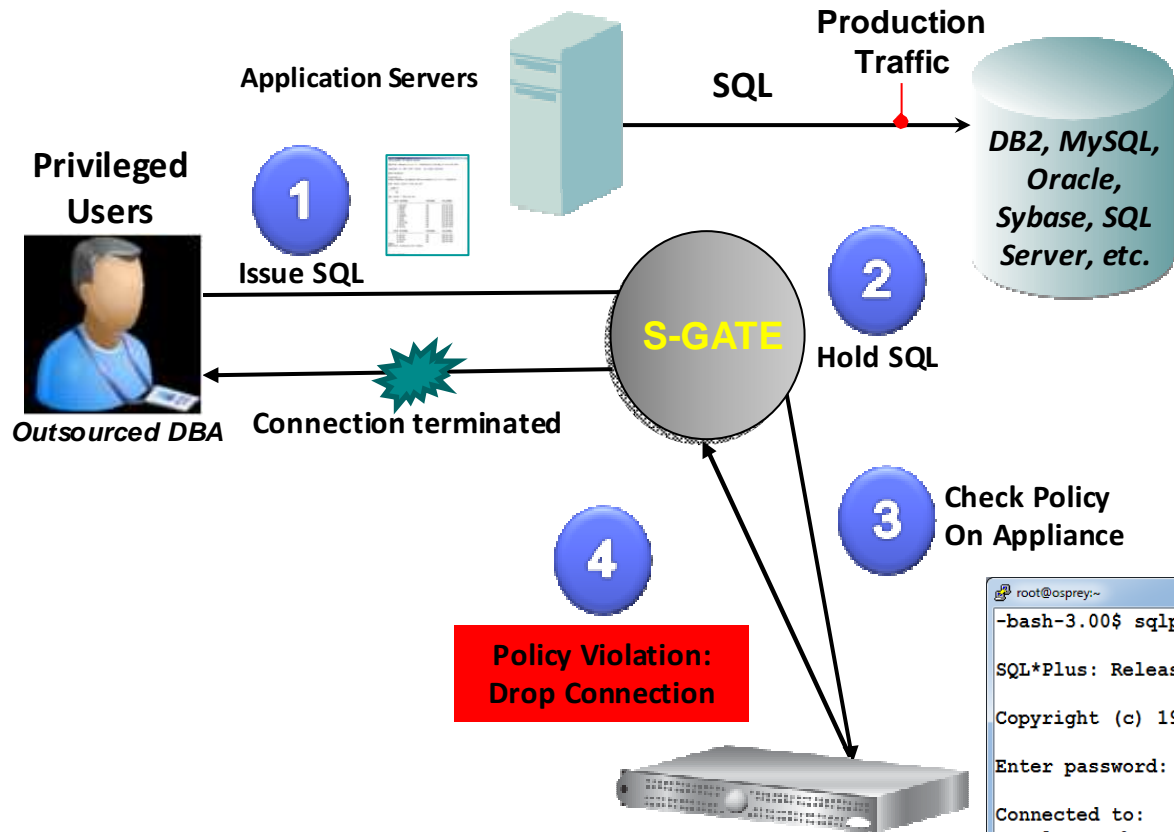 Production
Traffic
Application Servers
SQL
DB2, MySQL,
Oracle,
Sybase, SQL
Server, etc.
Privileged
Users
1
Issue SQL
2
S-GATE
Hold SQL
Connection terminated
Outsourced DBA
3
Check Policy
On Appliance
4
Policy Violation:
Drop Connection
root@osprey:~
-bash-3.00$ sqlp
SQL*Plus: Releas
Copyright (c) 19
Enter password:
Connected to: